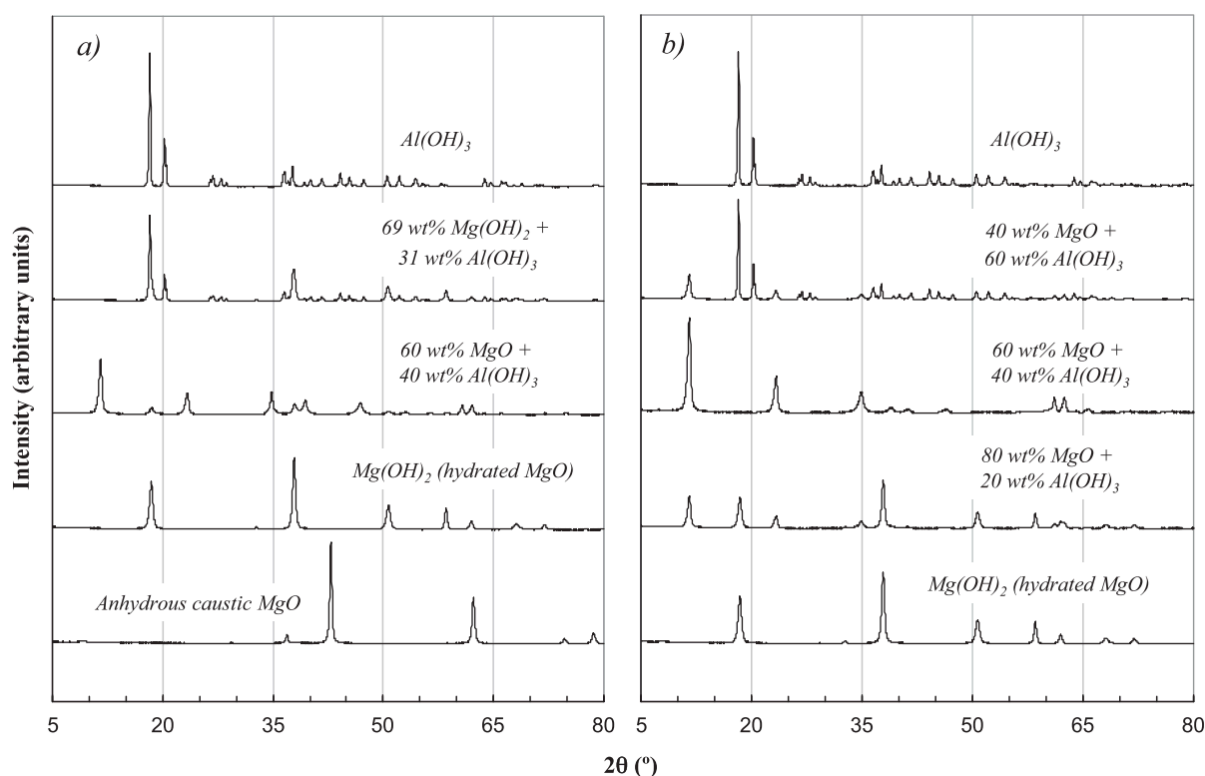 a)
Al(OH)3
69 wt% Mg(OH)2 +
31 wt% Al(OH)3
60 wt% MgO +
40 wt% Al(OH)3
Mg(OH)2 (hydrated MgO)
Anhydrous caustic MgO
5 20 35 50 65 80
b)
Al(OH)3
40 wt% MgO +
60 wt% Al(OH)3
60 wt% MgO +
40 wt% Al(OH)3
80 wt% MgO +
20 wt% Al(OH)3
Mg(OH)2 (hydrated MgO)
5 20 35 50 65 80
Intensity (arbitrary units)
2θ (º)